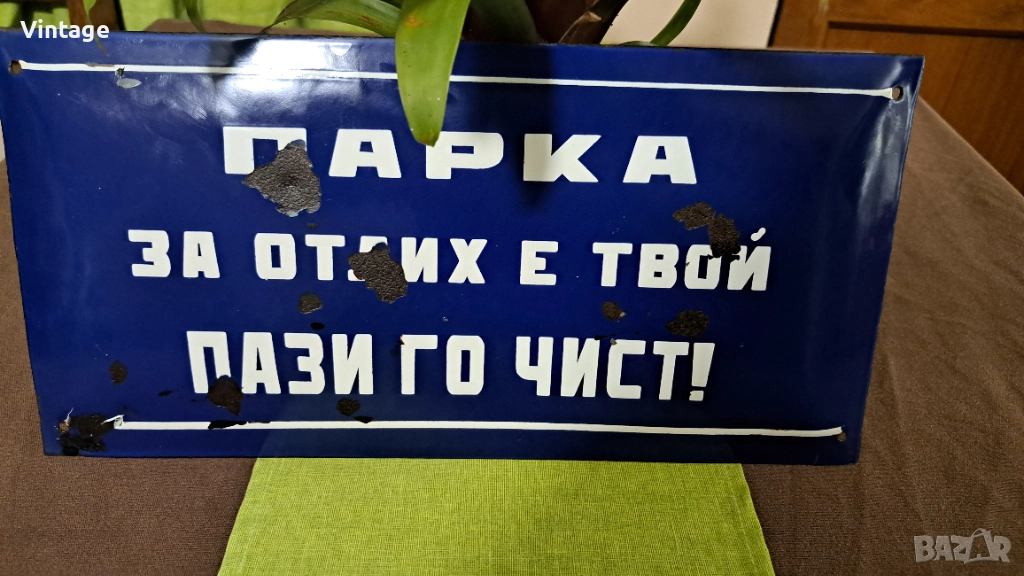 Vintage
ПАРКА
ЗА ОТДИХ Е ТВОЙ
ПАЗИ ГО ЧИСТ!
BAZAR